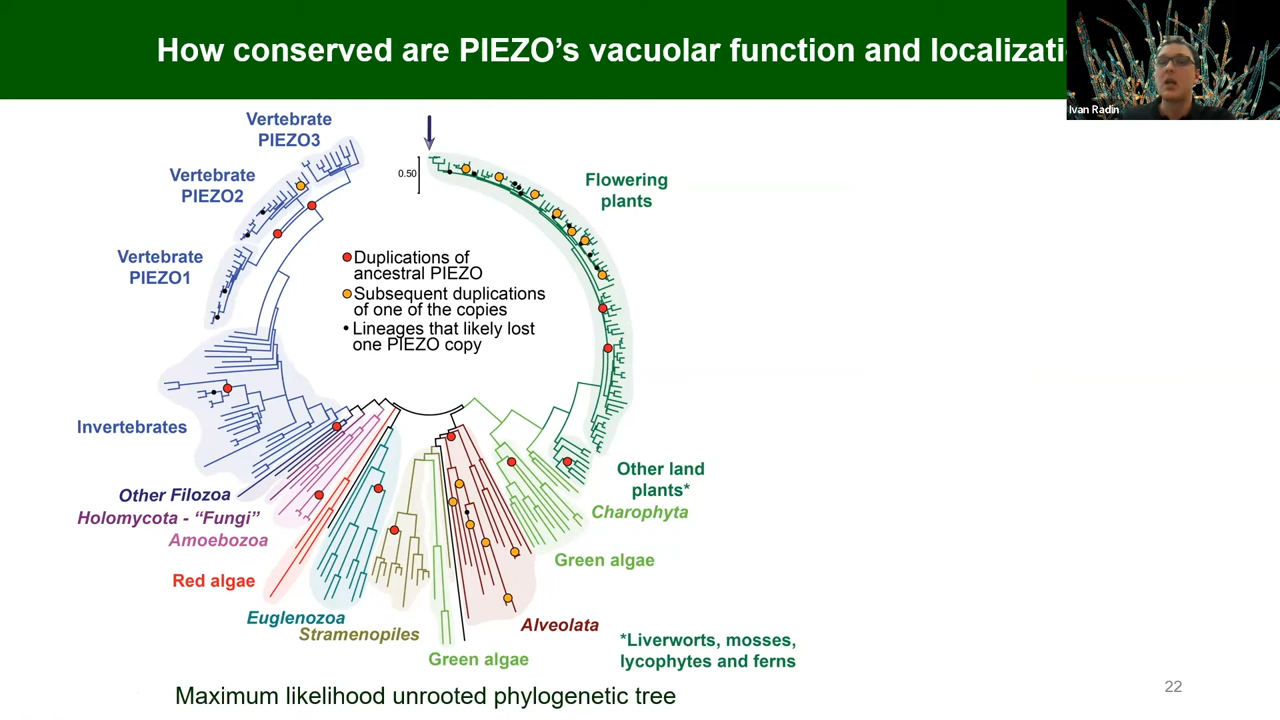 How conserved are PIEZO's vacuolar function and localizati
Ivan Radin
Vertebrate
PIEZO3
Vertebrate
PIEZO2
Vertebrate
PIEZO1
0.50
Flowering
plants
Duplications of
ancestral PIEZO
Subsequent duplications
of one of the copies
• Lineages that likely lost
one PIEZO copy
Invertebrates
Other Filozoa
Holomycota - “Fungi”
Amoebozoa
Red algae
Euglenozoa
Stramenopiles
Green algae
Alveolata
Green algae
Charophyta
Other land
plants*
*Liverworts, mosses,
lycophytes and ferns
Maximum likelihood unrooted phylogenetic tree
22